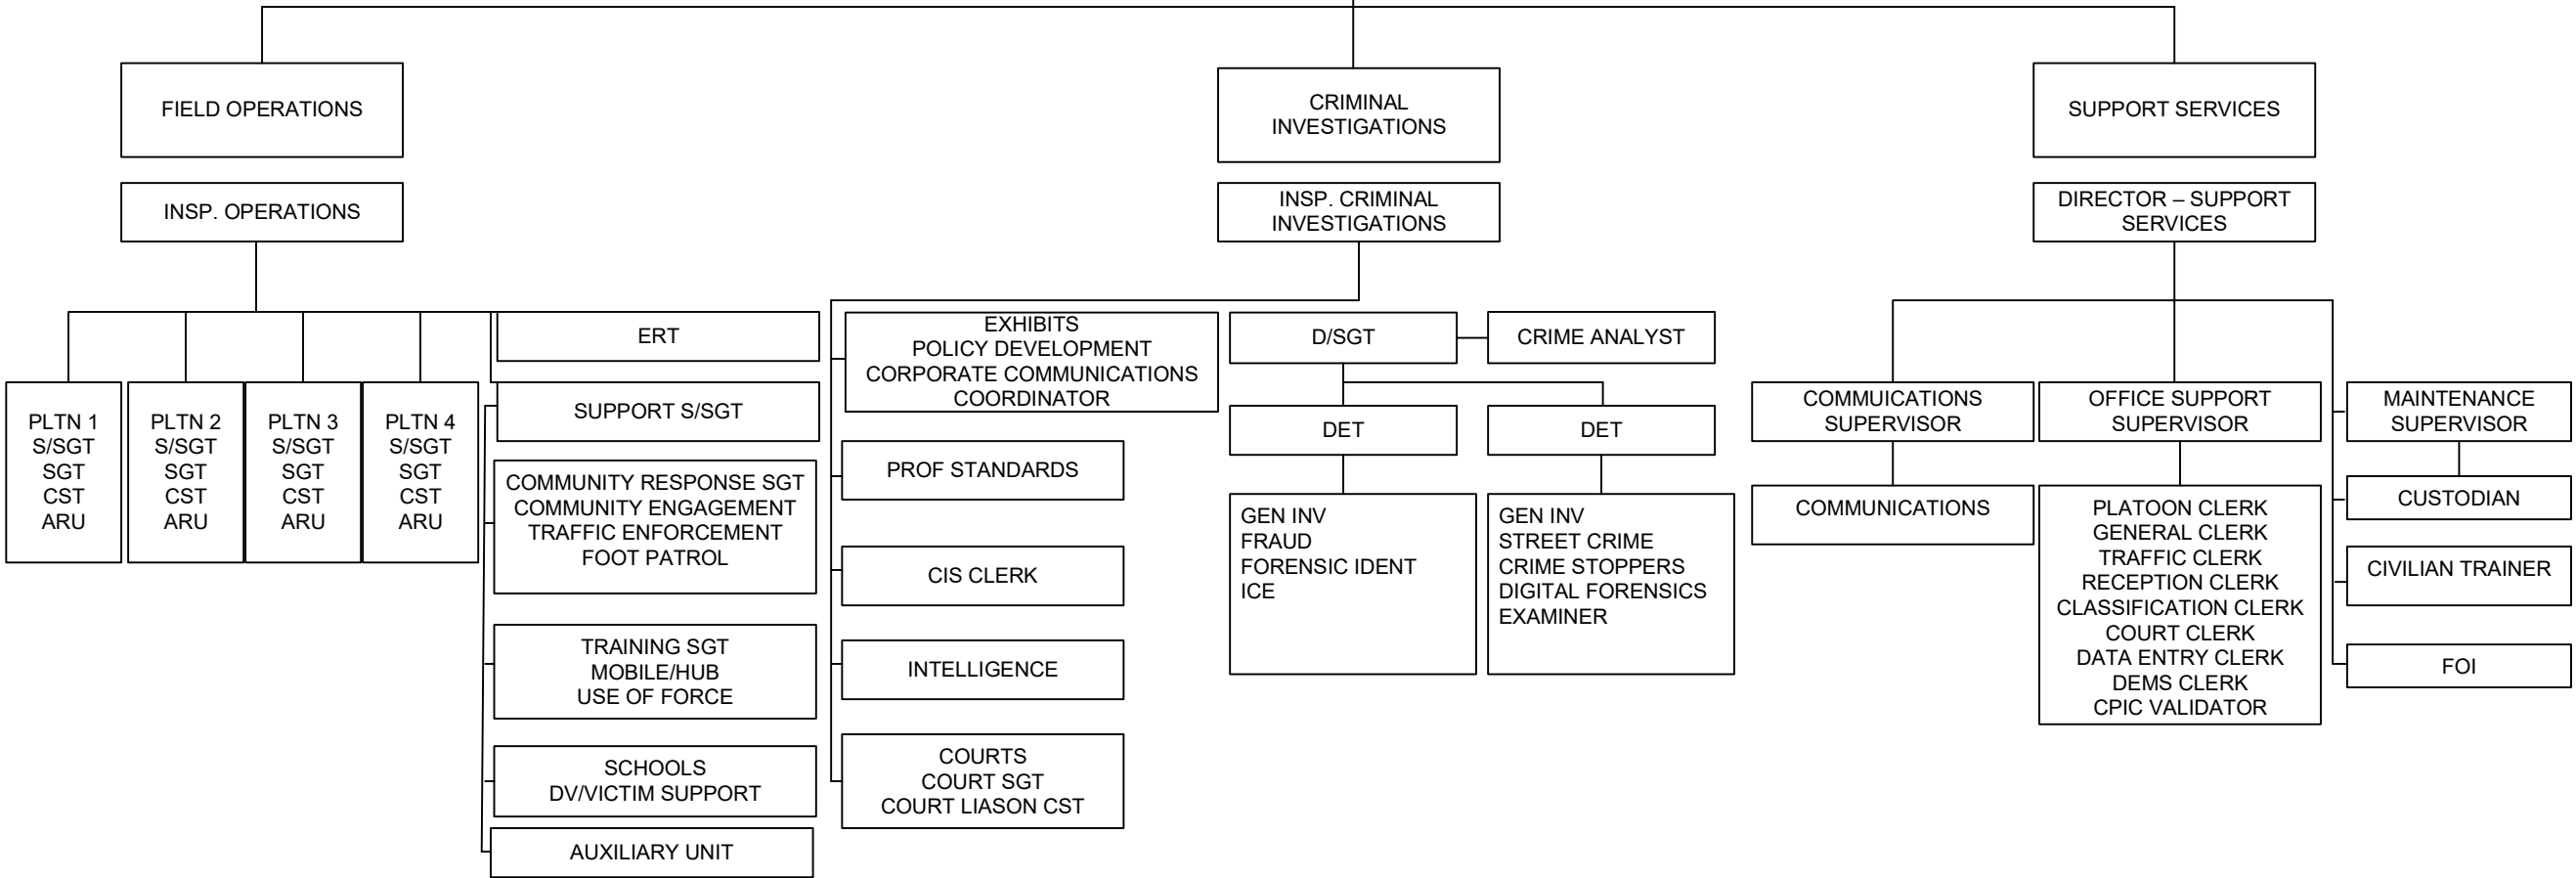 FIELD OPERATIONS
CRIMINAL
INVESTIGATIONS
SUPPORT SERVICES
INSP. OPERATIONS
INSP. CRIMINAL
INVESTIGATIONS
DIRECTOR – SUPPORT
SERVICES
PLTN 1
S/SGT
SGT
CST
ARU
PLTN 2
S/SGT
SGT
CST
ARU
PLTN 3
S/SGT
SGT
CST
ARU
PLTN 4
S/SGT
SGT
CST
ARU
ERT
SUPPORT S/SGT
COMMUNITY RESPONSE SGT
COMMUNITY ENGAGEMENT
TRAFFIC ENFORCEMENT
FOOT PATROL
TRAINING SGT
MOBILE/HUB
USE OF FORCE
SCHOOLS
DV/VICTIM SUPPORT
AUXILIARY UNIT
EXHIBITS
POLICY DEVELOPMENT
CORPORATE COMMUNICATIONS
COORDINATOR
PROF STANDARDS
CIS CLERK
INTELLIGENCE
COURTS
COURT SGT
COURT LIASON CST
D/SGT
CRIME ANALYST
DET
DET
GEN INV
FRAUD
FORENSIC IDENT
ICE
GEN INV
STREET CRIME
CRIME STOPPERS
DIGITAL FORENSICS
EXAMINER
COMMUICATIONS
SUPERVISOR
COMMUNICATIONS
OFFICE SUPPORT
SUPERVISOR
PLATOON CLERK
GENERAL CLERK
TRAFFIC CLERK
RECEPTION CLERK
CLASSIFICATION CLERK
COURT CLERK
DATA ENTRY CLERK
DEMS CLERK
CPIC VALIDATOR
MAINTENANCE
SUPERVISOR
CUSTODIAN
CIVILIAN TRAINER
FOI